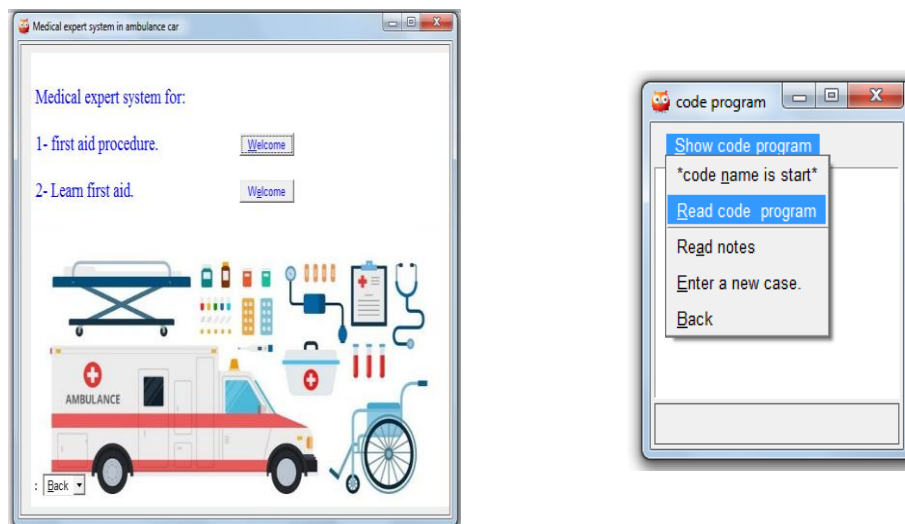 Medical expert system in ambulance car
Medical expert system for:
1- first aid procedure.
Welcome
2- Learn first aid.
Welcome
AMBULANCE
: Back
code program
Show code program
*code name is start*
Read code program
Read notes
Enter a new case.
Back